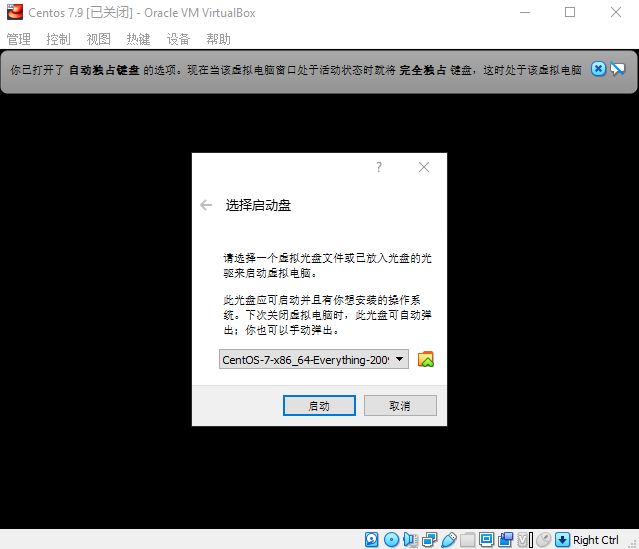 Centos 7.9 [已关闭] - Oracle VM VirtualBox
管理 控制 视图 热键 设备 帮助
你已打开了 自动独占键盘 的选项。现在当该虚拟电脑窗口处于活动状态时就将 完全独占 键盘，这时处于该虚拟电脑
?
选择启动盘
请选择一个虚拟光盘文件或已放入光盘的光
驱来启动虚拟电脑。
此光盘应可启动并且有你想安装的操作系
统。下次关闭虚拟电脑时，此光盘可自动弹
出；你也可以手动弹出。
CentOS-7-x86_64-Everything-2009
启动 取消
Right Ctrl